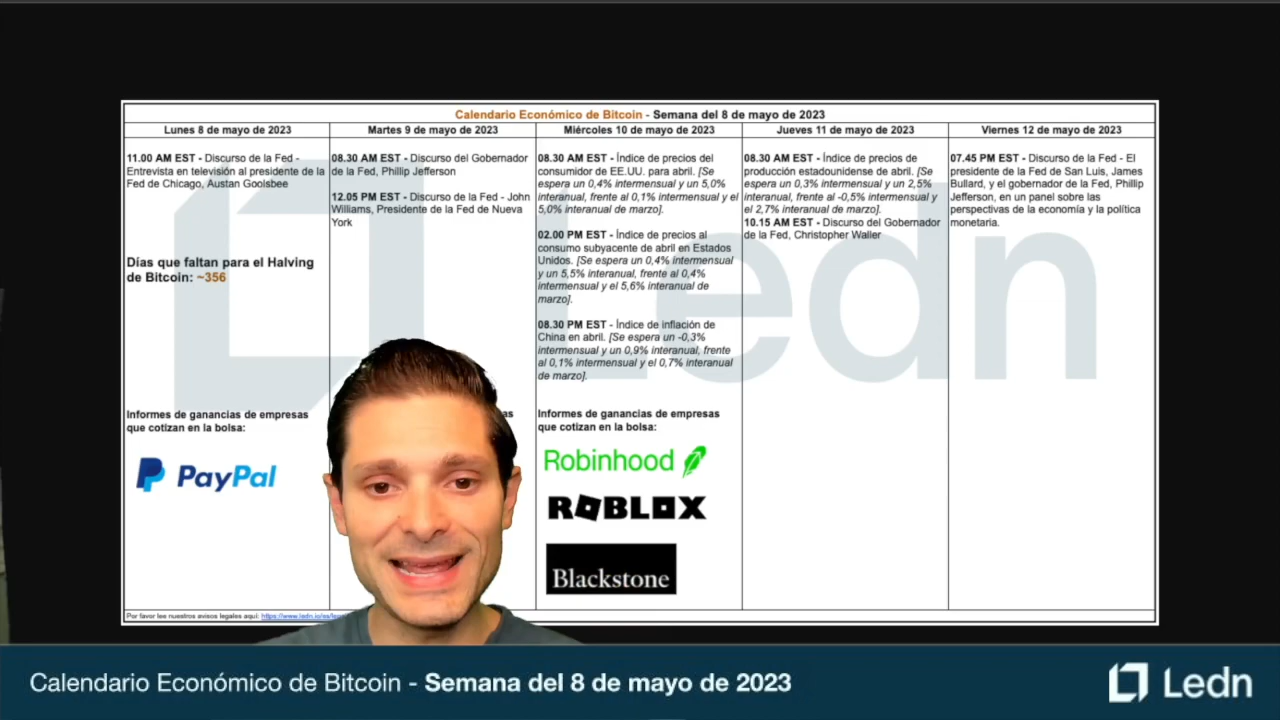 Calendario Económico de Bitcoin - Semana del 8 de mayo de 2023
Lunes 8 de mayo de 2023
Martes 9 de mayo de 2023
Miércoles 10 de mayo de 2023
Jueves 11 de mayo de 2023
Viernes 12 de mayo de 2023
11.00 AM EST - Discurso de la Fed -
Entrevista en televisión al presidente de la
Fed de Chicago, Austan Goolsbee
Días que faltan para el Halving
de Bitcoin: ~356
Informes de ganancias de empresas
que cotizan en la bolsa:
PayPal
08.30 AM EST - Discurso del Gobernador
de la Fed, Phillip Jefferson
12.05 PM EST - Discurso de la Fed - John
Williams, Presidente de la Fed de Nueva
York
08.30 AM EST - Índice de precios del
consumidor de EE.UU. para abril. [Se
espera un 0,4% intermensual y un 5,0%
interanual, frente al 0,1% intermensual y el
5,0% interanual de marzo].
02.00 PM EST - Índice de precios al
consumo subyacente de abril en Estados
Unidos. [Se espera un 0,4% intermensual
y un 5,5% interanual, frente al 0,4%
intermensual y el 5,6% interanual de
marzo].
08.30 PM EST - Índice de inflación de
China en abril. [Se espera un -0,3%
intermensual y un 0,9% interanual, frente
al 0,1% intermensual y el 0,7% interanual
de marzo].
Informes de ganancias de empresas
que cotizan en la bolsa:
Robinhood
ROBLOX
Blackstone
08.30 AM EST - Índice de precios de
producción estadounidense de abril. [Se
espera un 0,3% intermensual y un 2,5%
interanual, frente al -0,5% intermensual y
el 2,7% interanual de marzo].
10.15 AM EST - Discurso del Gobernador
de la Fed, Christopher Waller
07.45 PM EST - Discurso de la Fed - El
presidente de la Fed de San Luis, James
Bullard, y el gobernador de la Fed, Phillip
Jefferson, en un panel sobre las
perspectivas de la economía y la política
monetaria.
Ledn
Por favor lee nuestros avisos legales aquí: https://www.ledn.io/es/
Calendario Económico de Bitcoin - Semana del 8 de mayo de 2023
Ledn